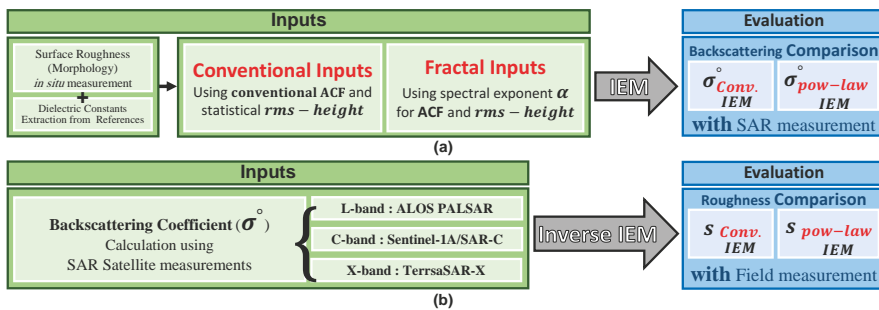 Inputs
Evaluation
Surface Roughness
(Morphology)
in situ measurement
+
Dielectric Constants
Extraction from References
Conventional Inputs
Using conventional ACF and
statistical rms − height
Fractal Inputs
Using spectral exponent α
for ACF and rms − height
IEM
Backscattering Comparison
σ° Conv. IEM
σ° pow−law IEM
with SAR measurement
(a)
Inputs
Evaluation
Backscattering Coefficient (σ°)
Calculation using
SAR Satellite measurements
{
L-band : ALOS PALSAR
C-band : Sentinel-1A/SAR-C
X-band : TerrsaSAR-X
Inverse IEM
Roughness Comparison
s Conv. IEM
s pow−law IEM
with Field measurement
(b)